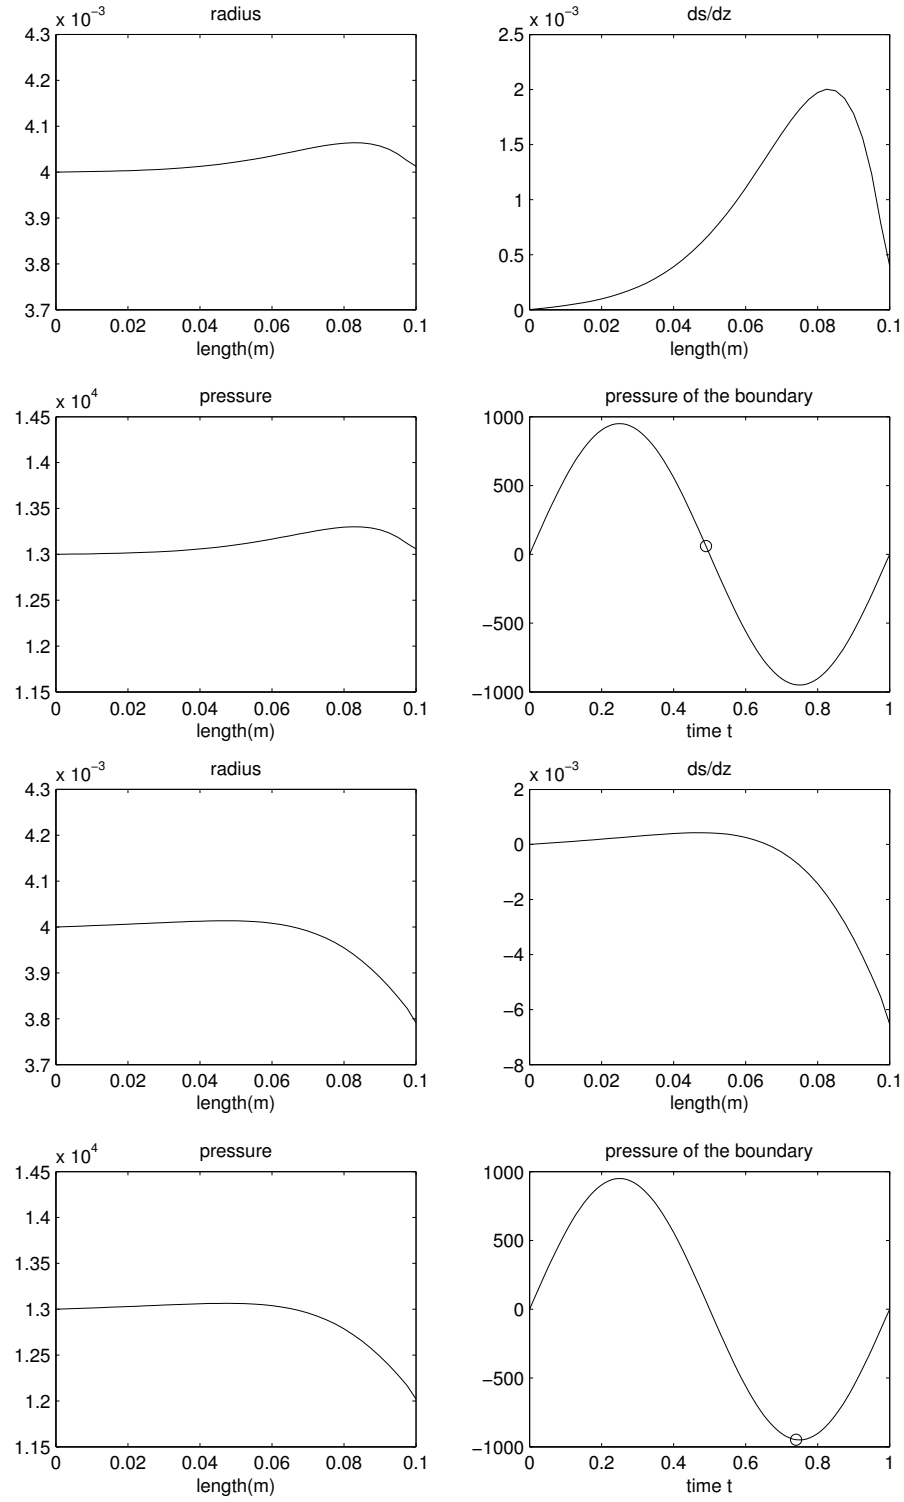 radius
x 10⁻³
4.3
4.2
4.1
4
3.9
3.8
3.7
0 0.02 0.04 0.06 0.08 0.1
length(m)
ds/dz
x 10⁻³
2.5
2
1.5
1
0.5
0
0 0.02 0.04 0.06 0.08 0.1
length(m)
pressure
x 10⁴
1.45
1.4
1.35
1.3
1.25
1.2
1.15
0 0.02 0.04 0.06 0.08 0.1
length(m)
pressure of the boundary
1000
500
0
−500
−1000
0 0.2 0.4 0.6 0.8 1
time t
radius
x 10⁻³
4.3
4.2
4.1
4
3.9
3.8
3.7
0 0.02 0.04 0.06 0.08 0.1
length(m)
ds/dz
x 10⁻³
2
0
−2
−4
−6
−8
0 0.02 0.04 0.06 0.08 0.1
length(m)
pressure
x 10⁴
1.45
1.4
1.35
1.3
1.25
1.2
1.15
0 0.02 0.04 0.06 0.08 0.1
length(m)
pressure of the boundary
1000
500
0
−500
−1000
0 0.2 0.4 0.6 0.8 1
time t